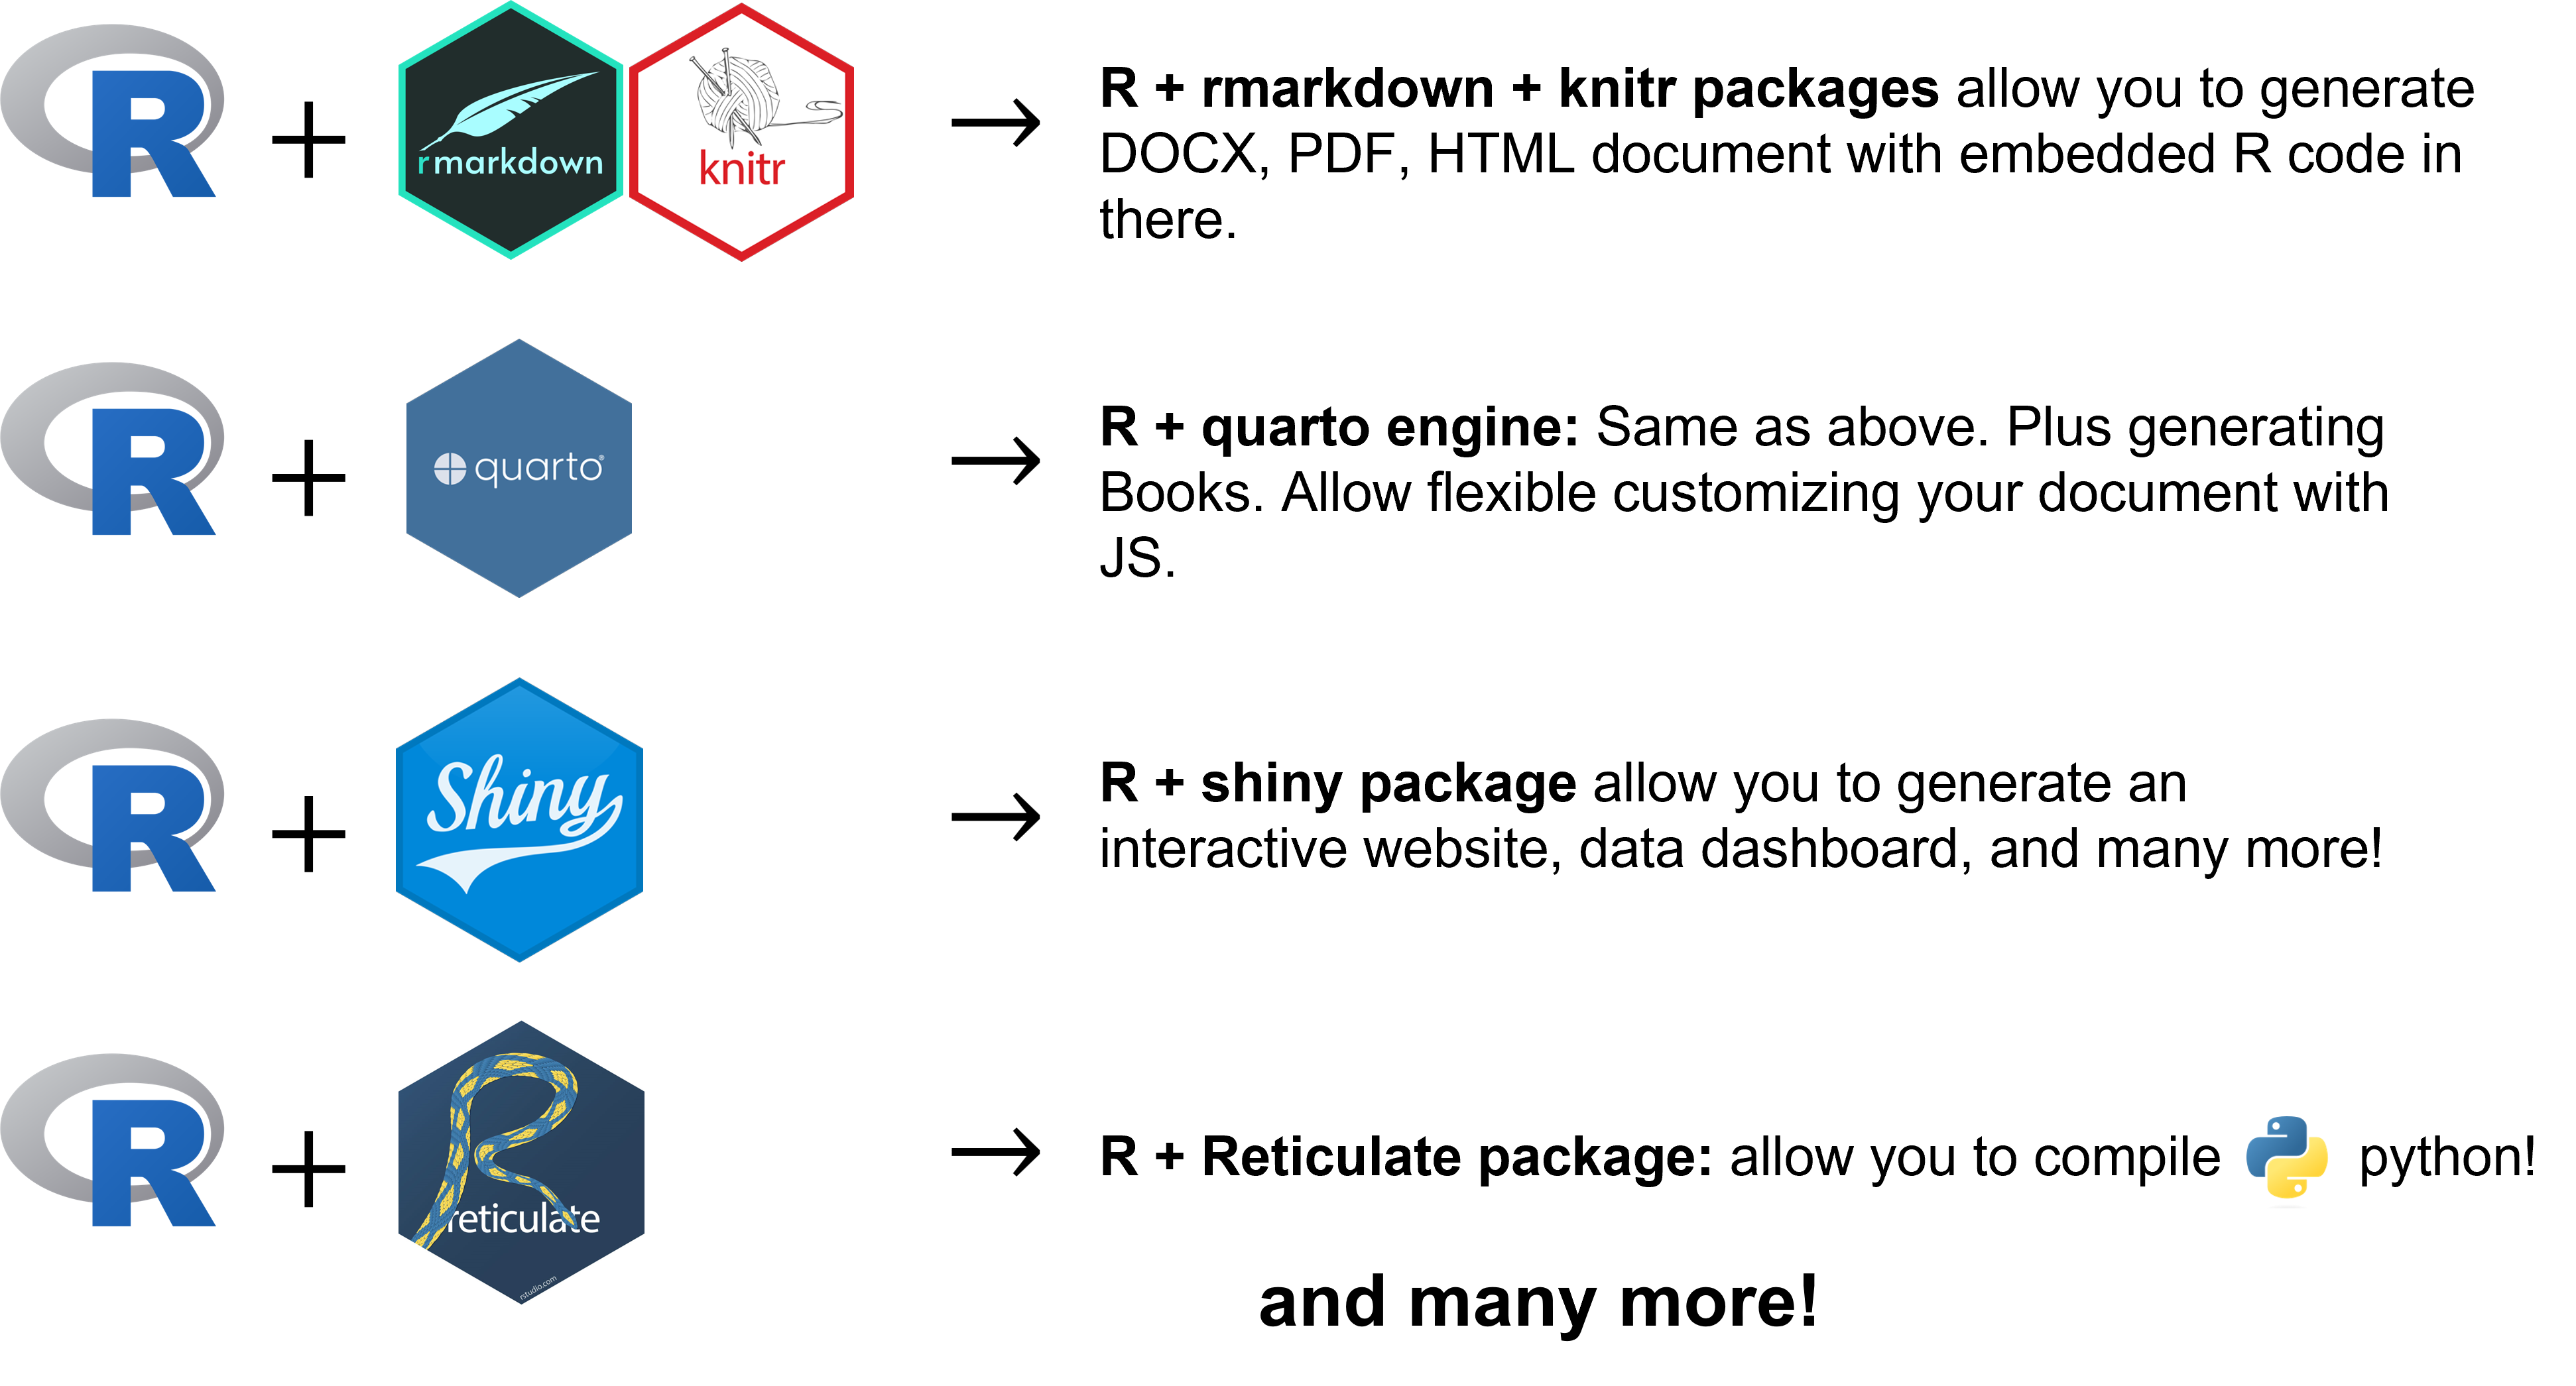 R
rmarkdown
knitr
R + rmarkdown + knitr packages allow you to generate
DOCX, PDF, HTML document with embedded R code in
there.
R
quarto®
R + quarto engine: Same as above. Plus generating
Books. Allow flexible customizing your document with
JS.
R
Shiny
R + shiny package allow you to generate an
interactive website, data dashboard, and many more!
R
R
reticulate
rstudio.com
R + Reticulate package: allow you to compile python!
and many more!